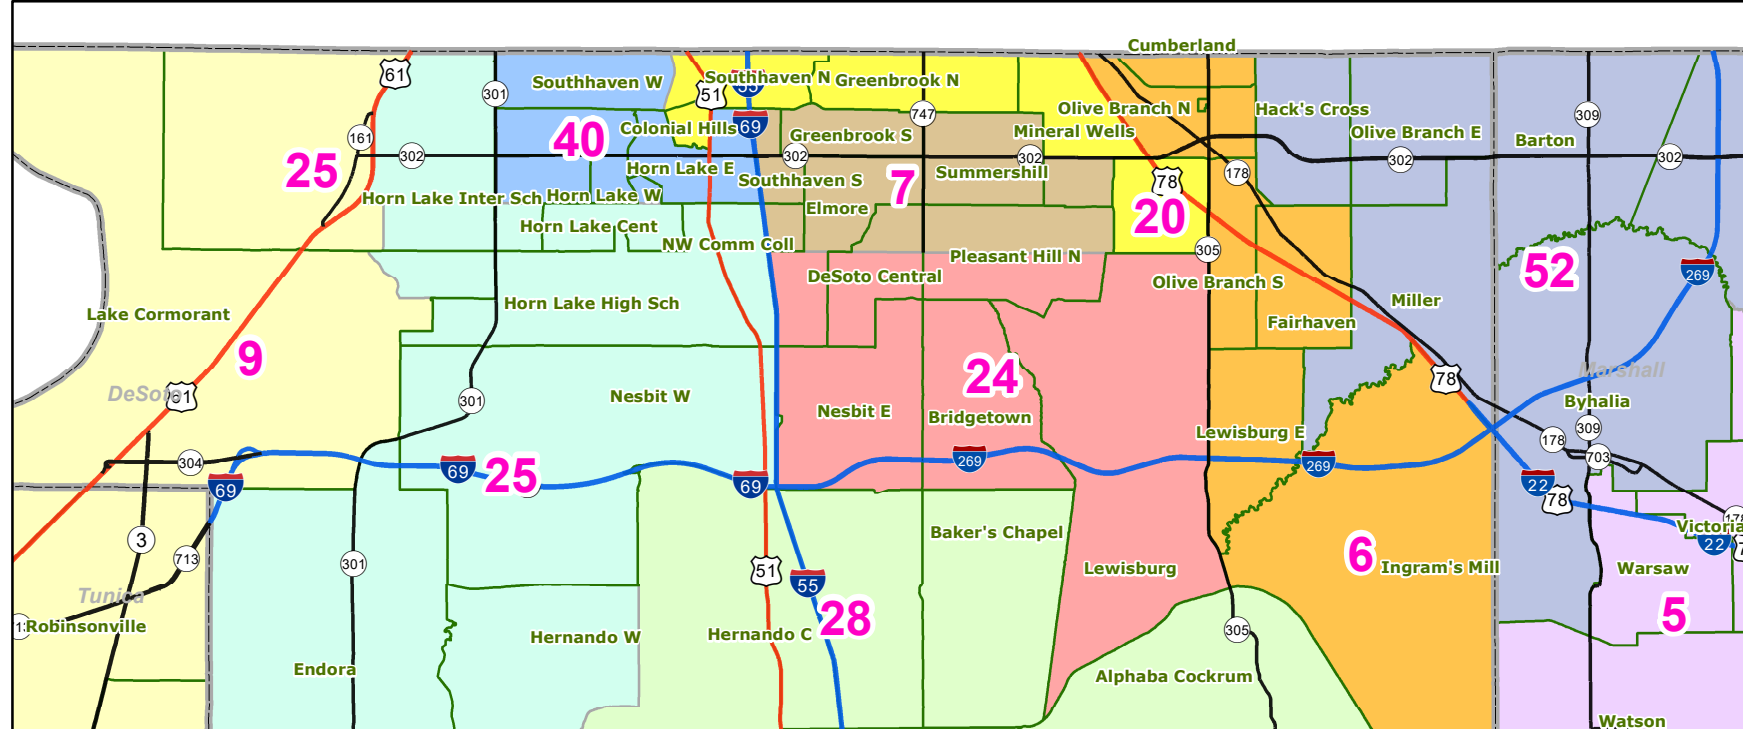 Cumberland
61
301
Southhaven W
Southhaven N
Greenbrook N
55
51
747
Olive Branch N
Hack's Cross
309
161
Colonial Hills
69
Greenbrook S
Mineral Wells
Olive Branch E
Barton
40
25
302
302
302
302
302
Horn Lake E
Southhaven S
Summershill
178
7
78
Horn Lake Inter Sch
Horn Lake W
Elmore
20
Horn Lake Cent
NW Comm Coll
Pleasant Hill N
305
DeSoto Central
Olive Branch S
52
269
Horn Lake High Sch
Miller
Lake Cormorant
Fairhaven
9
24
78
Marshall
DeSoto
61
301
Nesbit W
Nesbit E
Bridgetown
Byhalia
309
Lewisburg E
178
703
304
69
25
269
269
69
69
22
78
178
Victoria
22
3
713
301
Baker's Chapel
6
Ingram's Mill
Warsaw
51
55
Lewisburg
Tunica
28
5
Robinsonville
Hernando W
Hernando C
305
Endora
Alphaba Cockrum
Watson